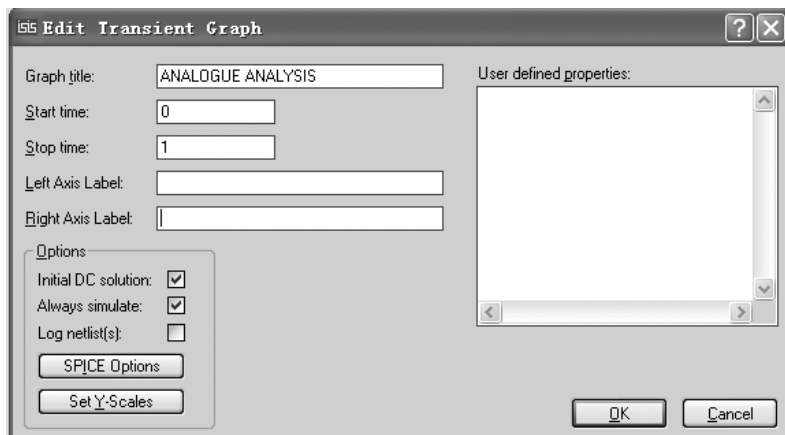 isis Edit Transient Graph
Graph title: ANALOGUE ANALYSIS
Start time: 0
Stop time: 1
Left Axis Label:
Right Axis Label:
Options
Initial DC solution:
Always simulate:
Log netlist(s):
SPICE Options
Set Y-Scales
User defined properties:
OK
Cancel